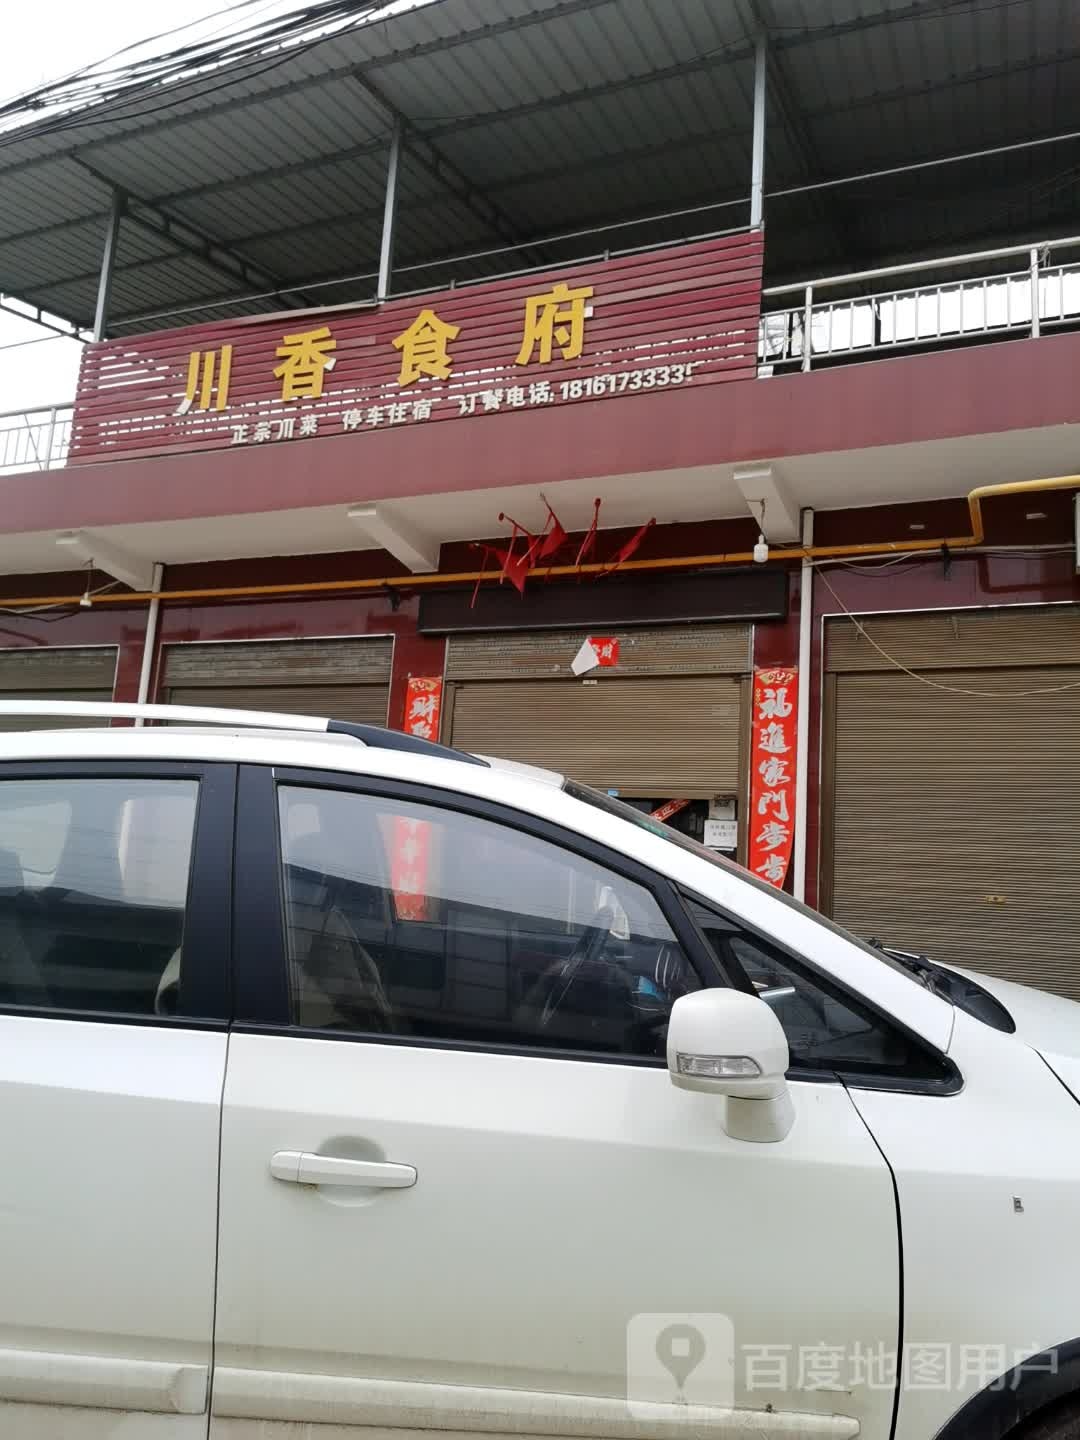 川香食府
正宗川菜 停车住宿 订餐电话:1816173333
财
福進家門步步
百度地图用户